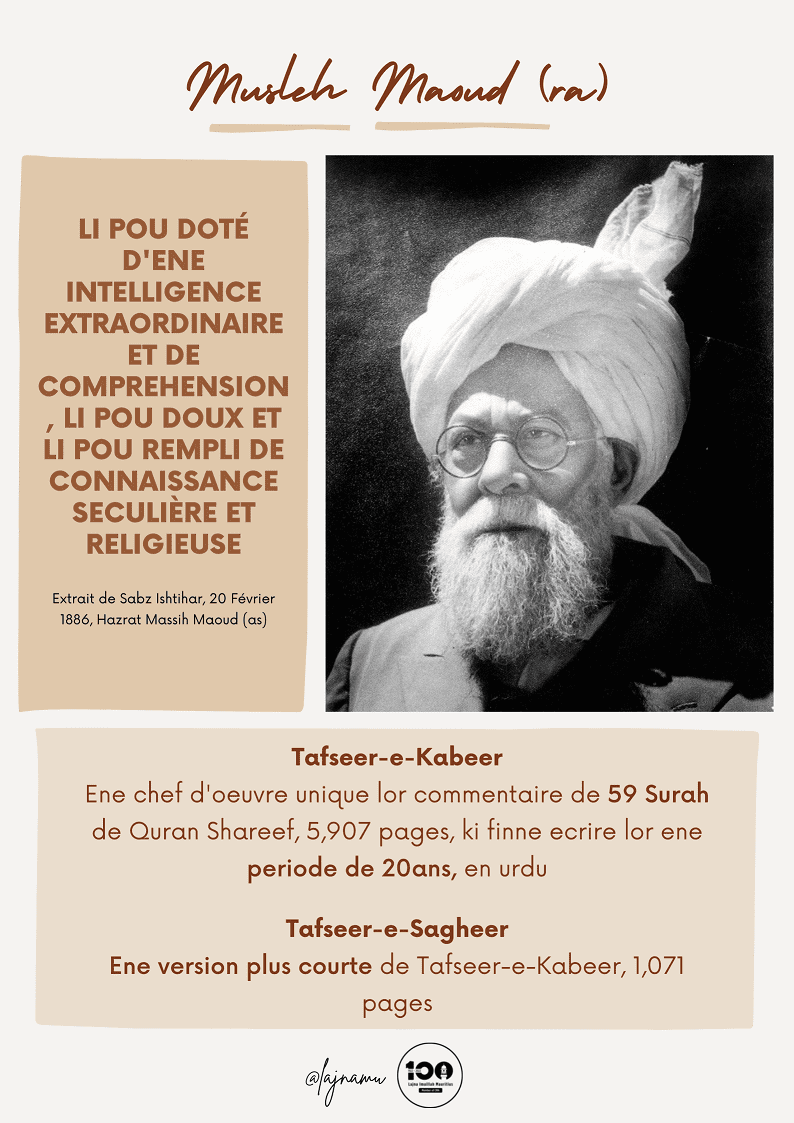 Musleh Maoud (ra)
LI POU DOTÉ
D'ENE
INTELLIGENCE
EXTRAORDINAIRE
ET DE
COMPREHENSION
, LI POU DOUX ET
LI POU REMPLI DE
CONNAISSANCE
SECULIÈRE ET
RELIGIEUSE
Extrait de Sabz Ishtihar, 20 Février
1886, Hazrat Massih Maoud (as)
Tafseer-e-Kabeer
Ene chef d'oeuvre unique lor commentaire de 59 Surah
de Quran Shareef, 5,907 pages, ki finne ecrire lor ene
periode de 20ans, en urdu
Tafseer-e-Sagheer
Ene version plus courte de Tafseer-e-Kabeer, 1,071
pages
@lajnamu
100
Lajna Imaillah Mauritius